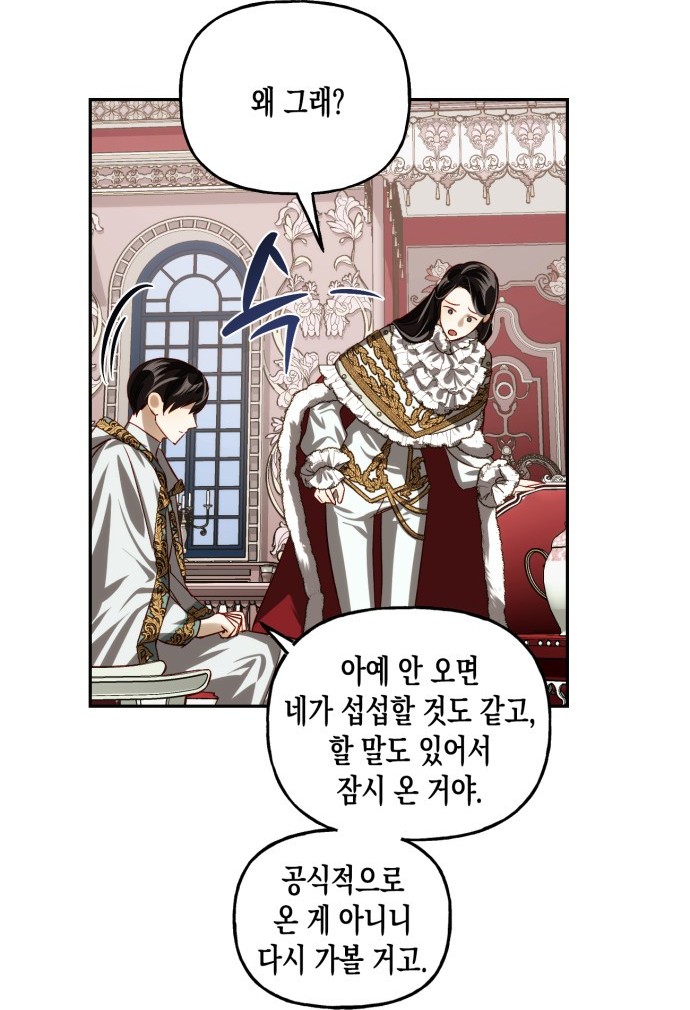 왜 그래?
스윽
아예 안 오면
네가 섭섭할 것도 같고,
할 말도 있어서
잠시 온 거야.
공식적으로
온 게 아니니
다시 가볼 거고.